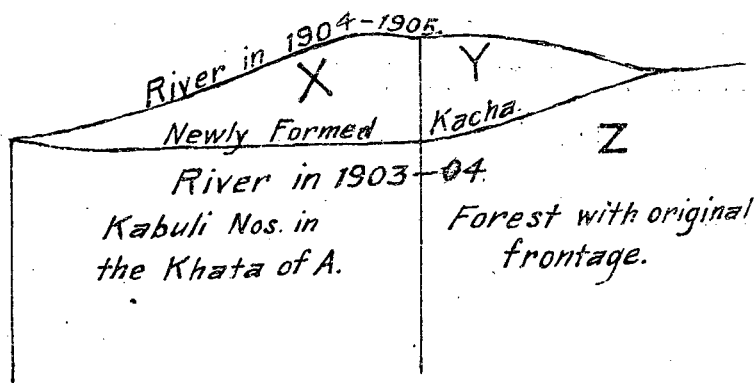 River in 1904-1905.
X
Y
Newly Formed Kacha.
Z
River in 1903-04.
Kabuli Nos. in
the Khata of A.
Forest with original
frontage.